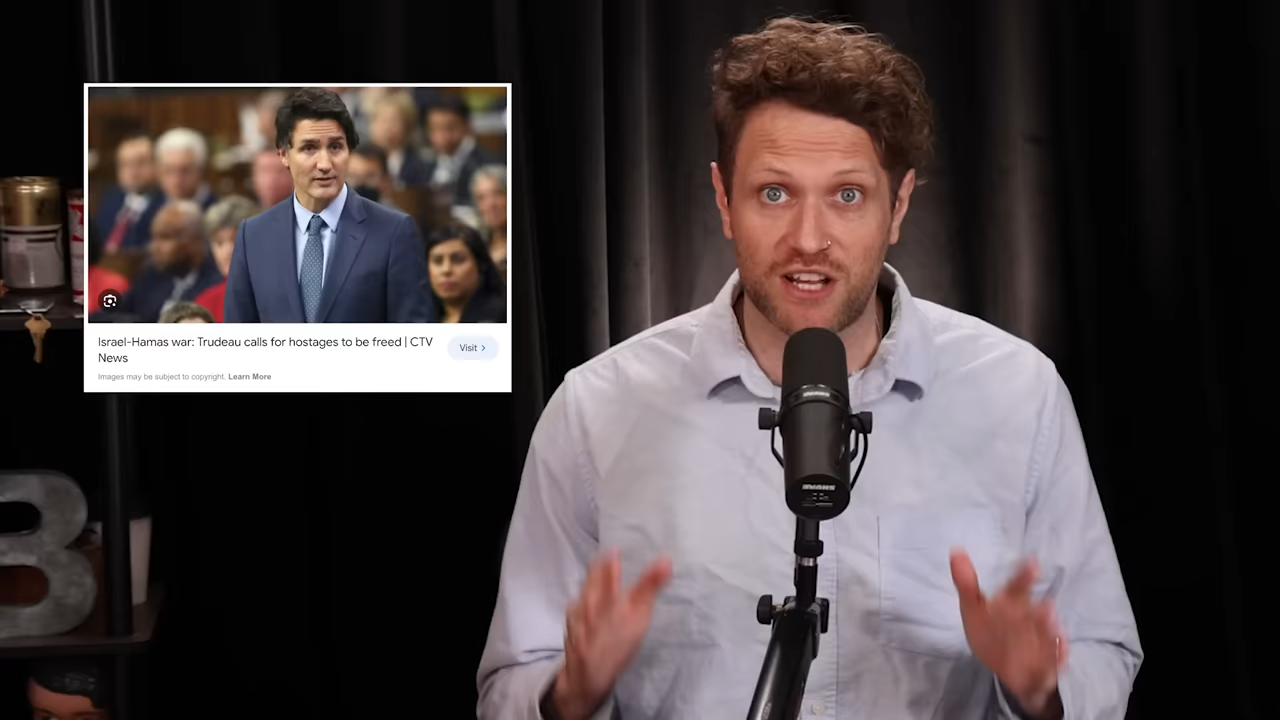 Israel-Hamas war: Trudeau calls for hostages to be freed | CTV
News
Visit >
Images may be subject to copyright. Learn More
B
SHURE